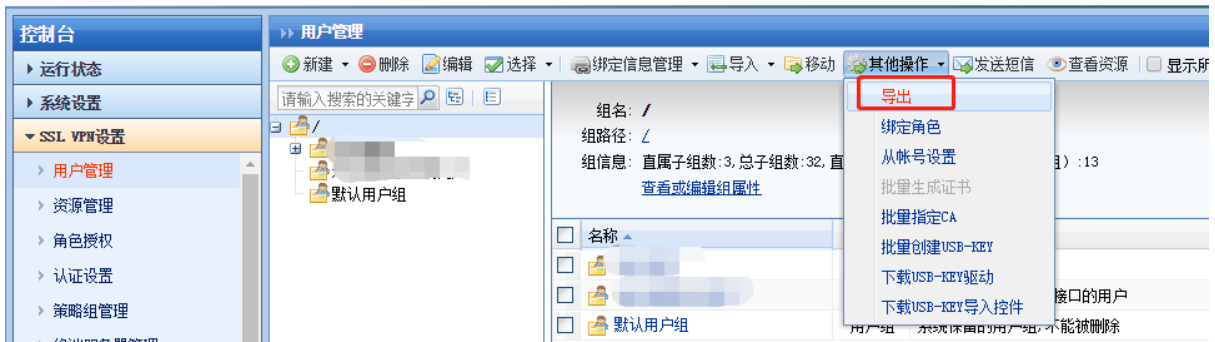 控制台
运行状态
系统设置
SSL VPN设置
用户管理
资源管理
角色授权
认证设置
策略组管理
用户管理
新建 删除 编辑 选择 绑定信息管理 导入 移动 其他操作 发送短信 查看资源 显示所
请输入搜索的关键字
/
默认用户组
组名: /
组路径: /
组信息: 直属子组数:3,总子组数:32,直
):13
查看或编辑组属性
导出
绑定角色
从帐号设置
批量生成证书
批量指定CA
批量创建USB-KEY
下载USB-KEY驱动
下载USB-KEY导入控件
名称
接口的用户
默认用户组 用户组 系统保留的用户组,不能被删除